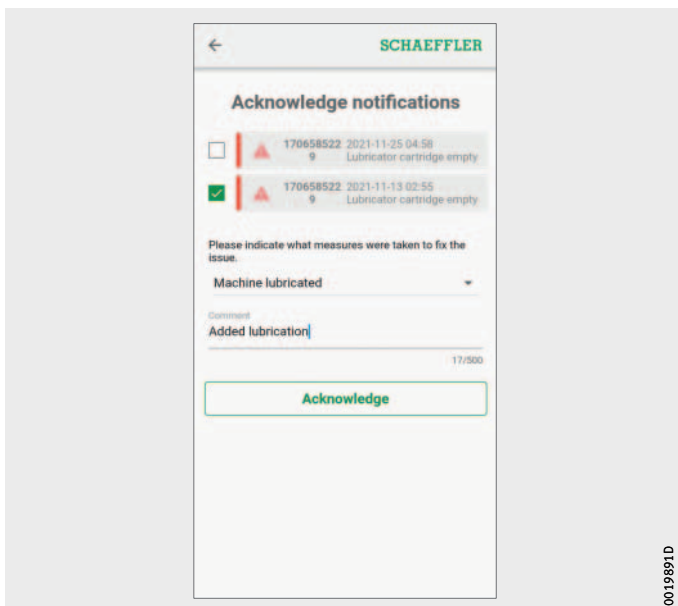 SCHAEFFLER
Acknowledge notifications
170658522 2021-11-25 04:58
9 Lubricator cartridge empty
170658522 2021-11-13 02:55
9 Lubricator cartridge empty
Please indicate what measures were taken to fix the
issue.
Machine lubricated
Comment
Added lubrication
17/500
Acknowledge
0019891D